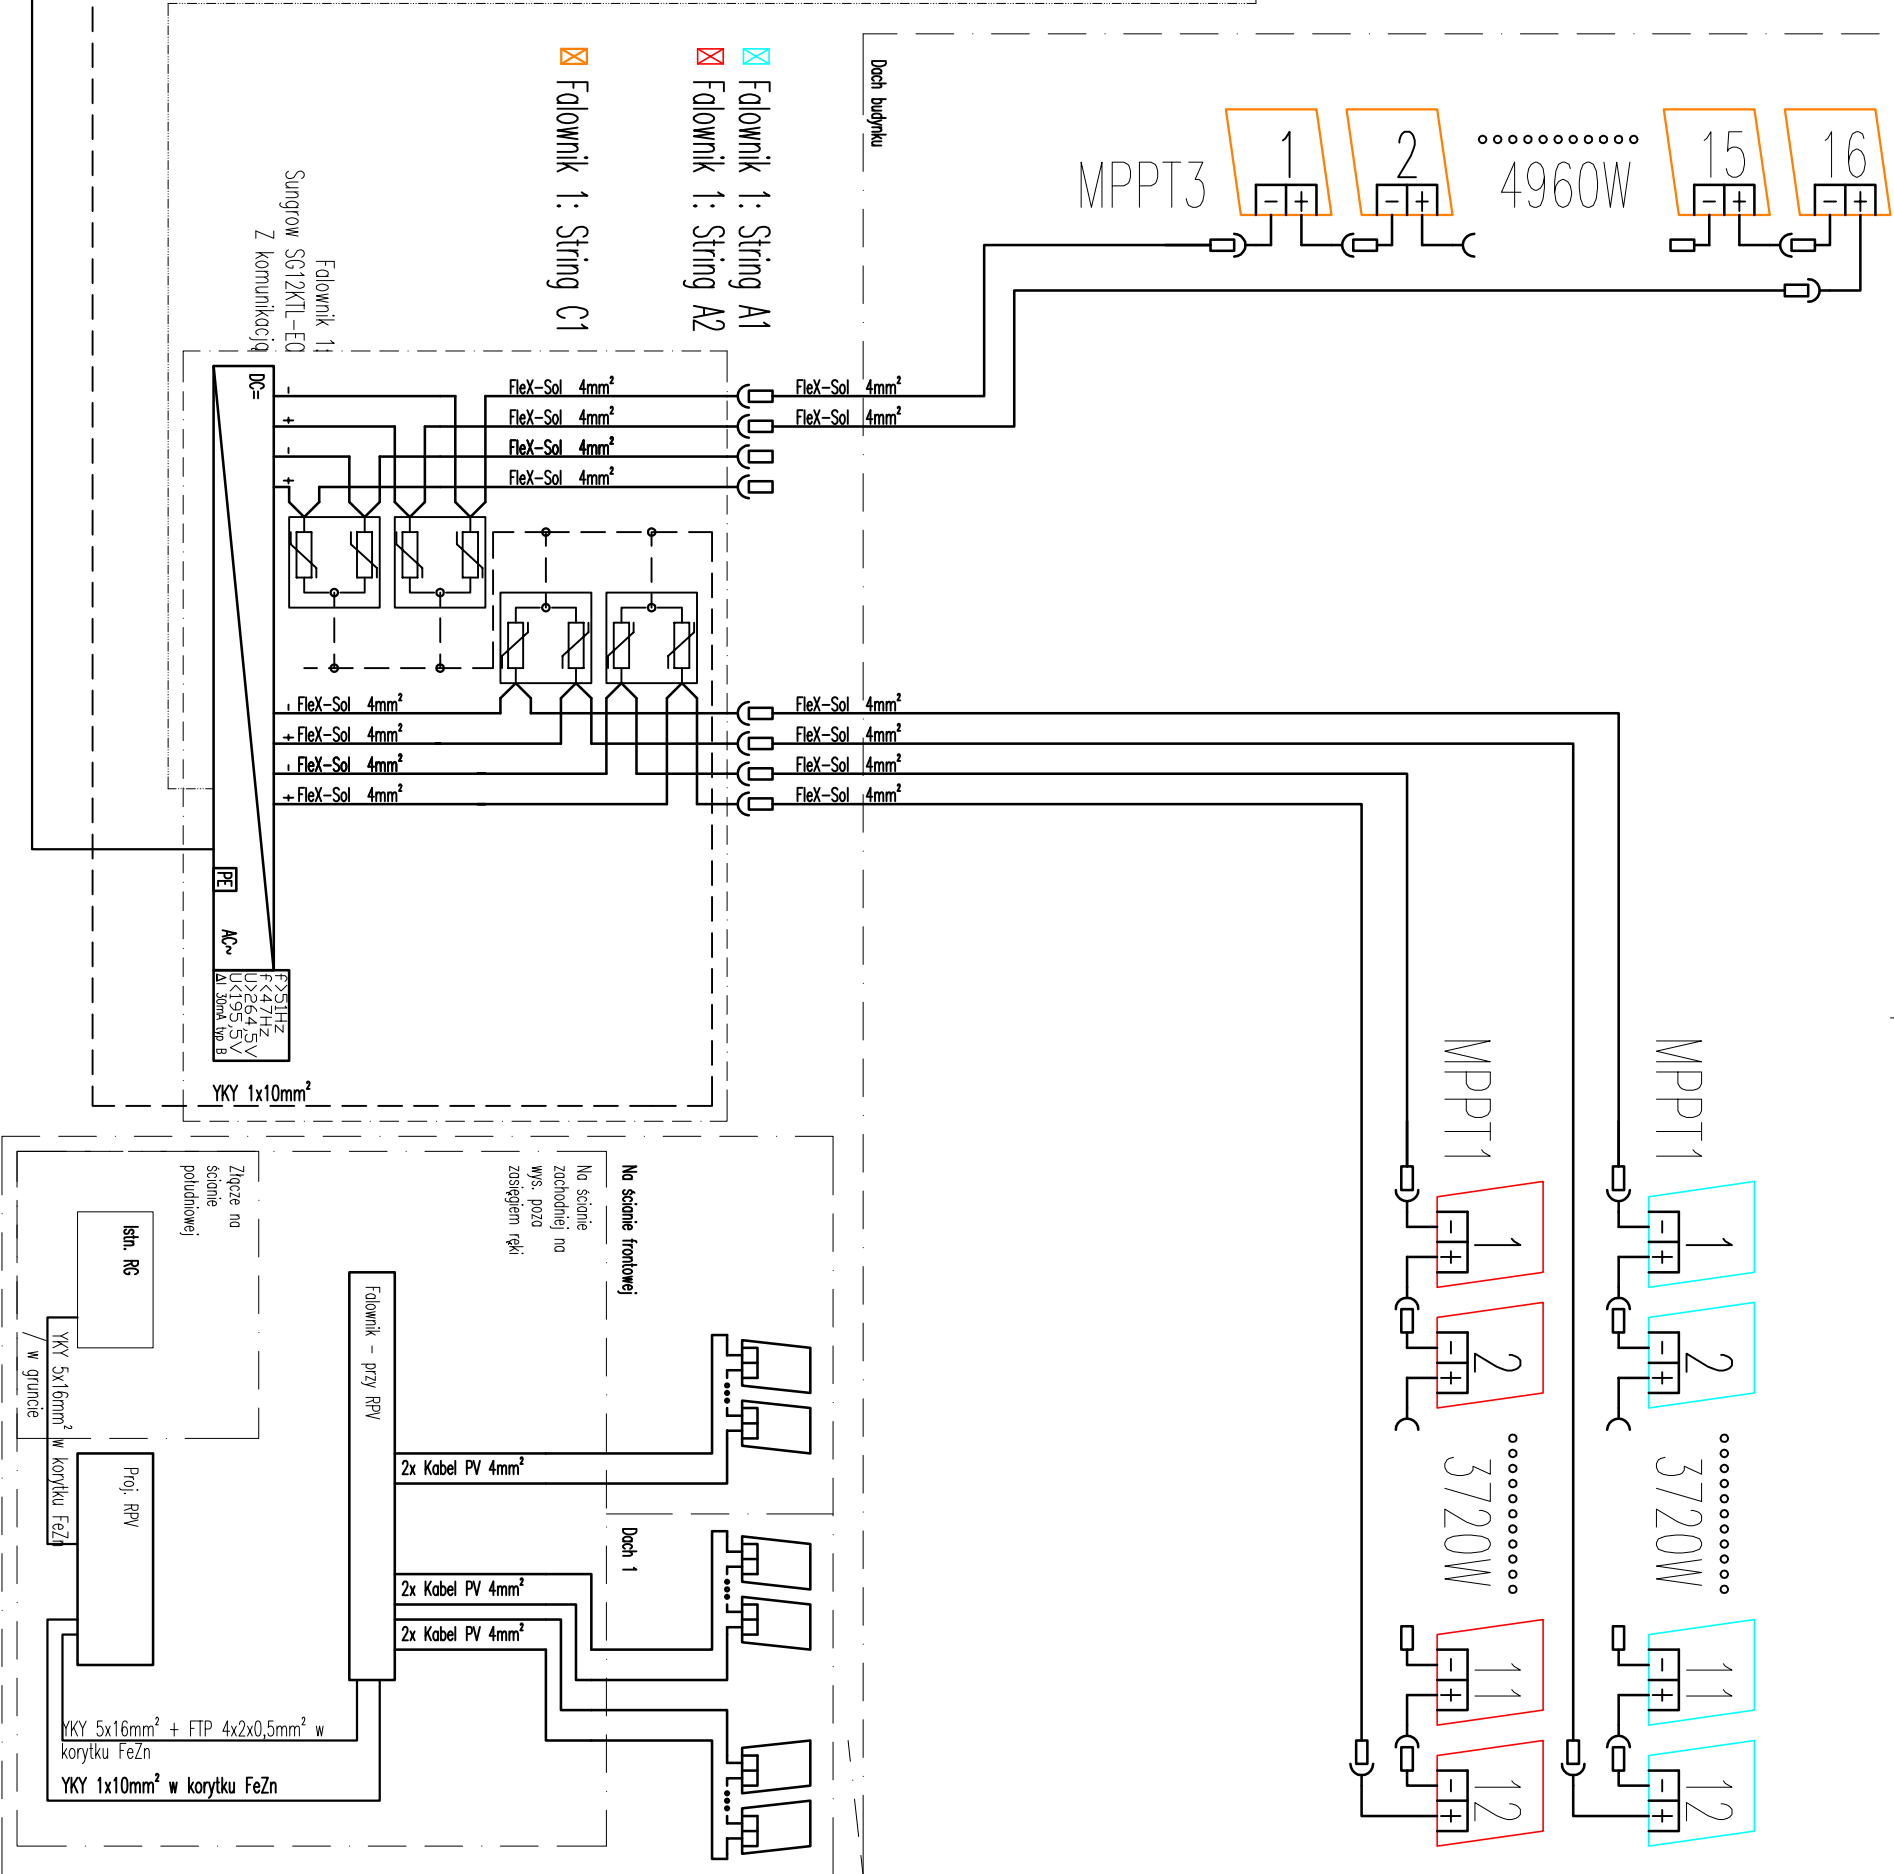 Dach budynku
Falownik 1: String A1
Falownik 1: String A2
Falownik 1: String C1
MPPT3
1
2
4960W
15
16
Falownik 1:
Sungrow SG12KTL-EC
Z komunikacją
DC=
-
+
-
+
FleX-Sol 4mm²
FleX-Sol 4mm²
FleX-Sol 4mm²
FleX-Sol 4mm²
FleX-Sol 4mm²
FleX-Sol 4mm²
- FleX-Sol 4mm²
+ FleX-Sol 4mm²
- FleX-Sol 4mm²
+ FleX-Sol 4mm²
FleX-Sol 4mm²
FleX-Sol 4mm²
FleX-Sol 4mm²
FleX-Sol 4mm²
PE
AC~
f>51Hz
f<47Hz
U>264,5V
U<195,5V
ΔI 30mA typ B
YKY 1x10mm²
MPPT1
1
2
3720W
11
12
MPPT1
1
2
3720W
11
12
Na ścianie frontowej
Na ścianie
zachodniej na
wys. poza
zasięgiem ręki
Złącze na
ścianie
południowej
Istn. RG
YKY 5x16mm² w korytku FeZn
/ w gruncie
Proj. RPV
Falownik - przy RPV
2x Kabel PV 4mm²
Dach 1
2x Kabel PV 4mm²
2x Kabel PV 4mm²
YKY 5x16mm² + FTP 4x2x0,5mm² w
korytku FeZn
YKY 1x10mm² w korytku FeZn